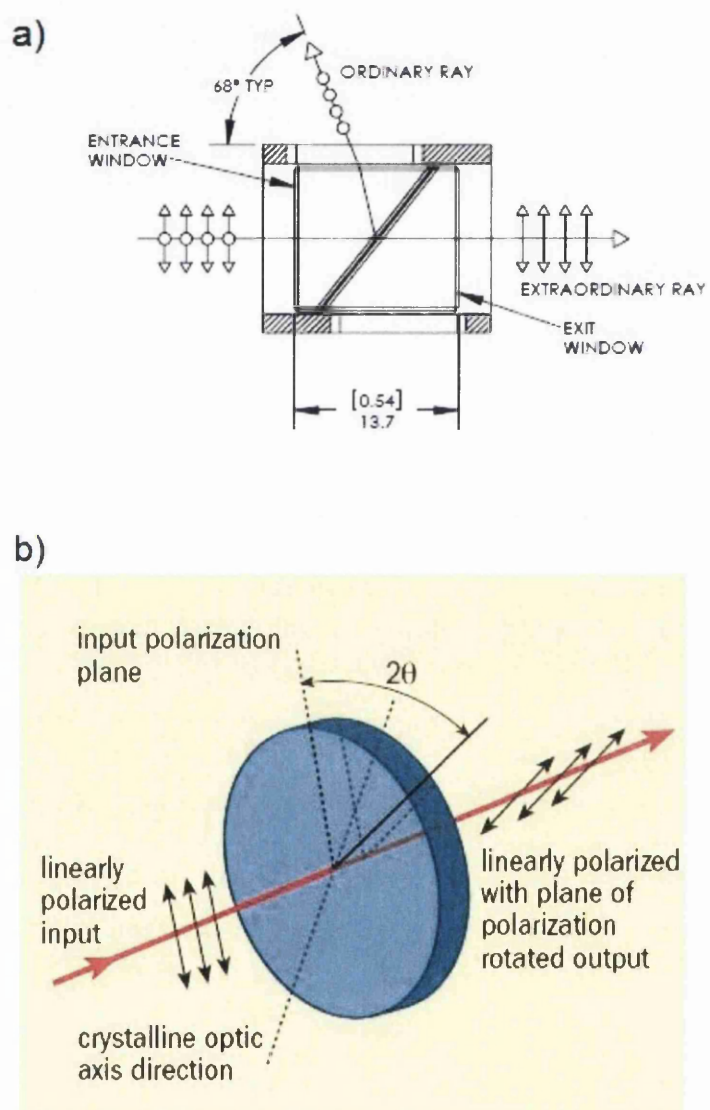 a)
68° TYP
ORDINARY RAY
ENTRANCE
WINDOW
EXTRAORDINARY RAY
EXIT
WINDOW
[0.54]
13.7
b)
input polarization
plane
2θ
linearly
polarized
input
linearly polarized
with plane of
polarization
rotated output
crystalline optic
axis direction